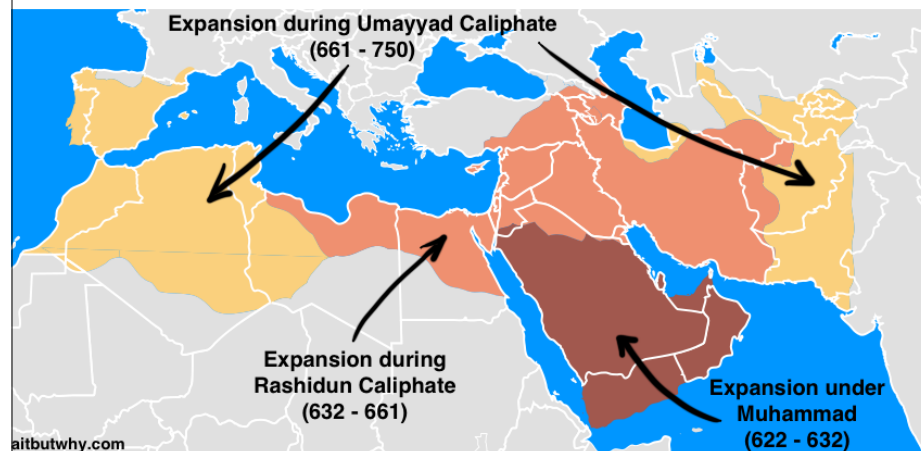 Expansion during Umayyad Caliphate
(661 - 750)
Expansion during
Rashidun Caliphate
(632 - 661)
Expansion under
Muhammad
(622 - 632)
aitbutwhy.com